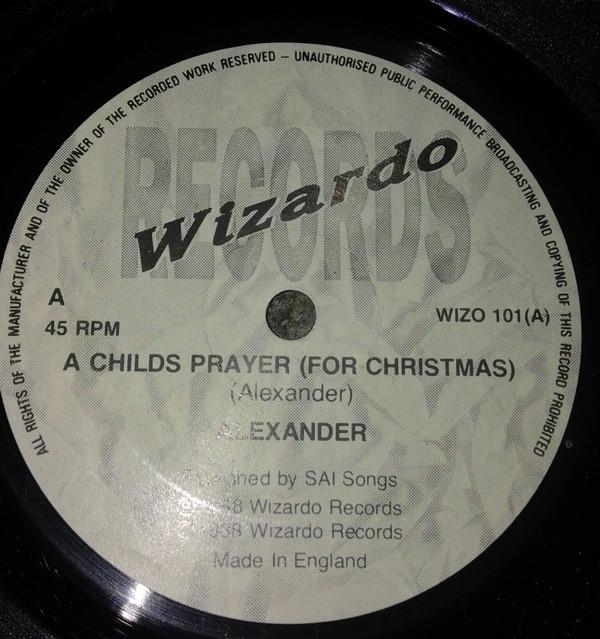 ALL RIGHTS OF THE MANUFACTURER AND OF THE OWNER OF THE RECORDED WORK RESERVED – UNAUTHORISED PUBLIC PERFORMANCE BROADCASTING AND COPYING OF THIS RECORD PROHIBITED
RECORDS
Wizardo
A
45 RPM
WIZO 101(A)
A CHILDS PRAYER (FOR CHRISTMAS)
(Alexander)
ALEXANDER
by SAI Songs
Wizardo Records
Wizardo Records
Made In England